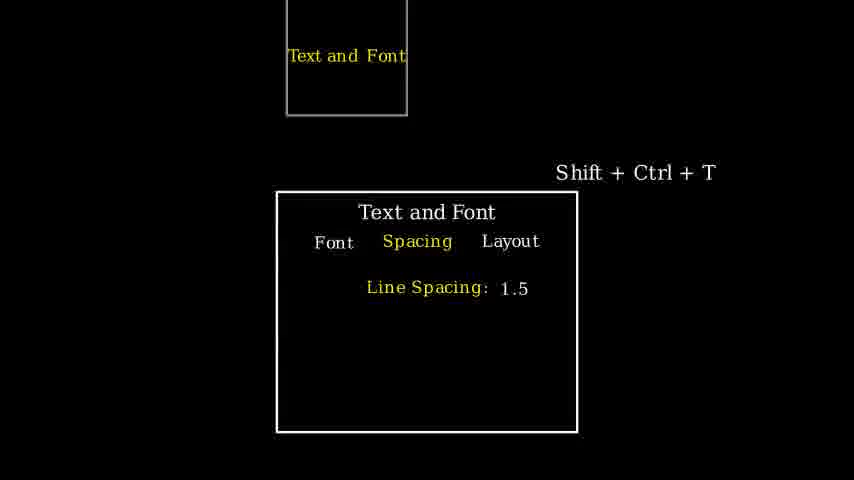 Text and Font
Shift + Ctrl + T
Text and Font
Font Spacing Layout
Line Spacing: 1.5